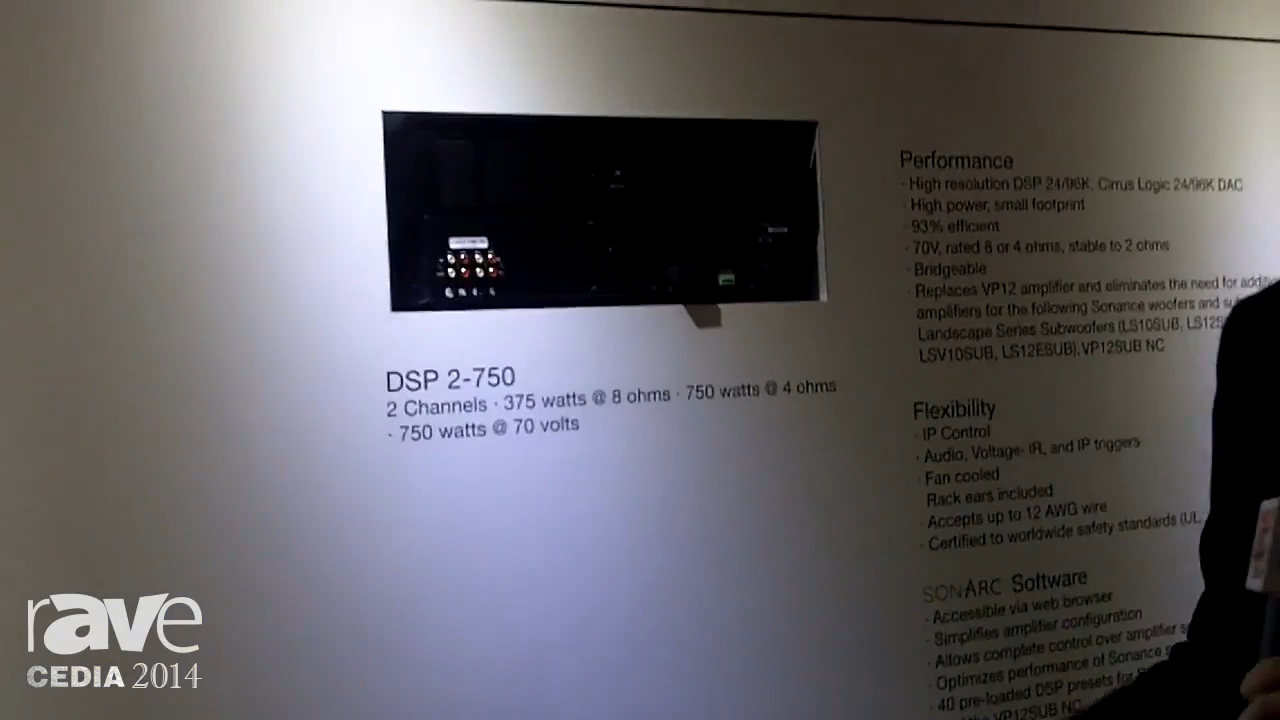 DSP 2-750
2 Channels · 375 watts @ 8 ohms · 750 watts @ 4 ohms
· 750 watts @ 70 volts
Performance
· High resolution DSP 24/96K, Cirrus Logic 24/96K DAC
· High power, small footprint
· 93% efficient
· 70V, rated 8 or 4 ohms, stable to 2 ohms
· Bridgeable
· Replaces VP12 amplifier and eliminates the need for
amplifiers for the following Sonance woofers and
Landscape Series Subwoofers (LS10SUB,
LSV10SUB, LS12ESUB), VP12SUB NC
Flexibility
· IP Control
· Audio, Voltage- IR, and IP triggers
· Fan cooled
Rack ears included
· Accepts up to 12 AWG wire
· Certified to worldwide safety standards (UL
SONARC Software
· Accessible via web browser
· Simplifies amplifier configuration
· Allows complete control over amplifier
· Optimizes performance of Sonance
· 40 pre-loaded DSP presets for
VP12SUB NC
rave
CEDIA 2014